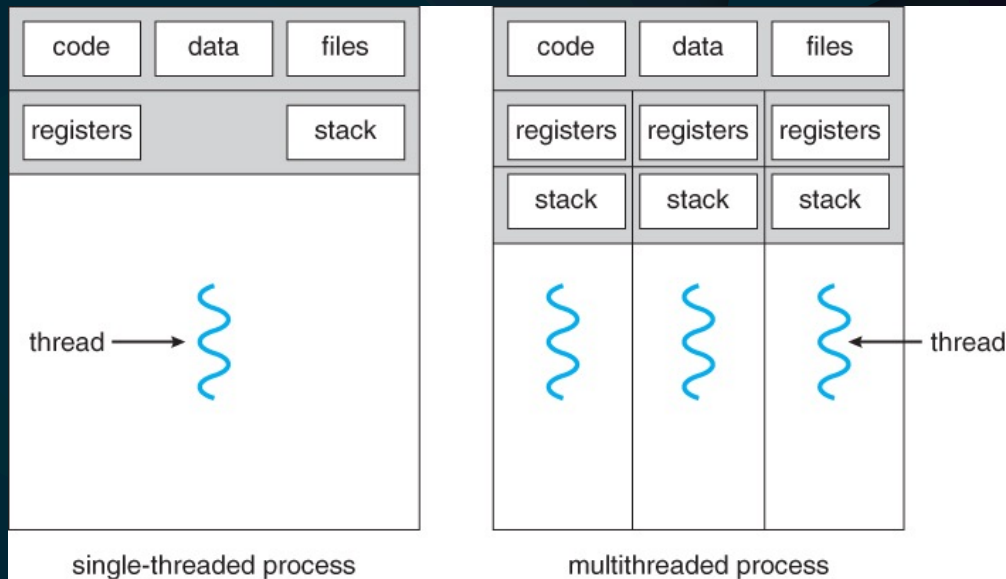 code data files code data files
registers stack registers registers registers
stack stack stack
thread thread
single-threaded process multithreaded process